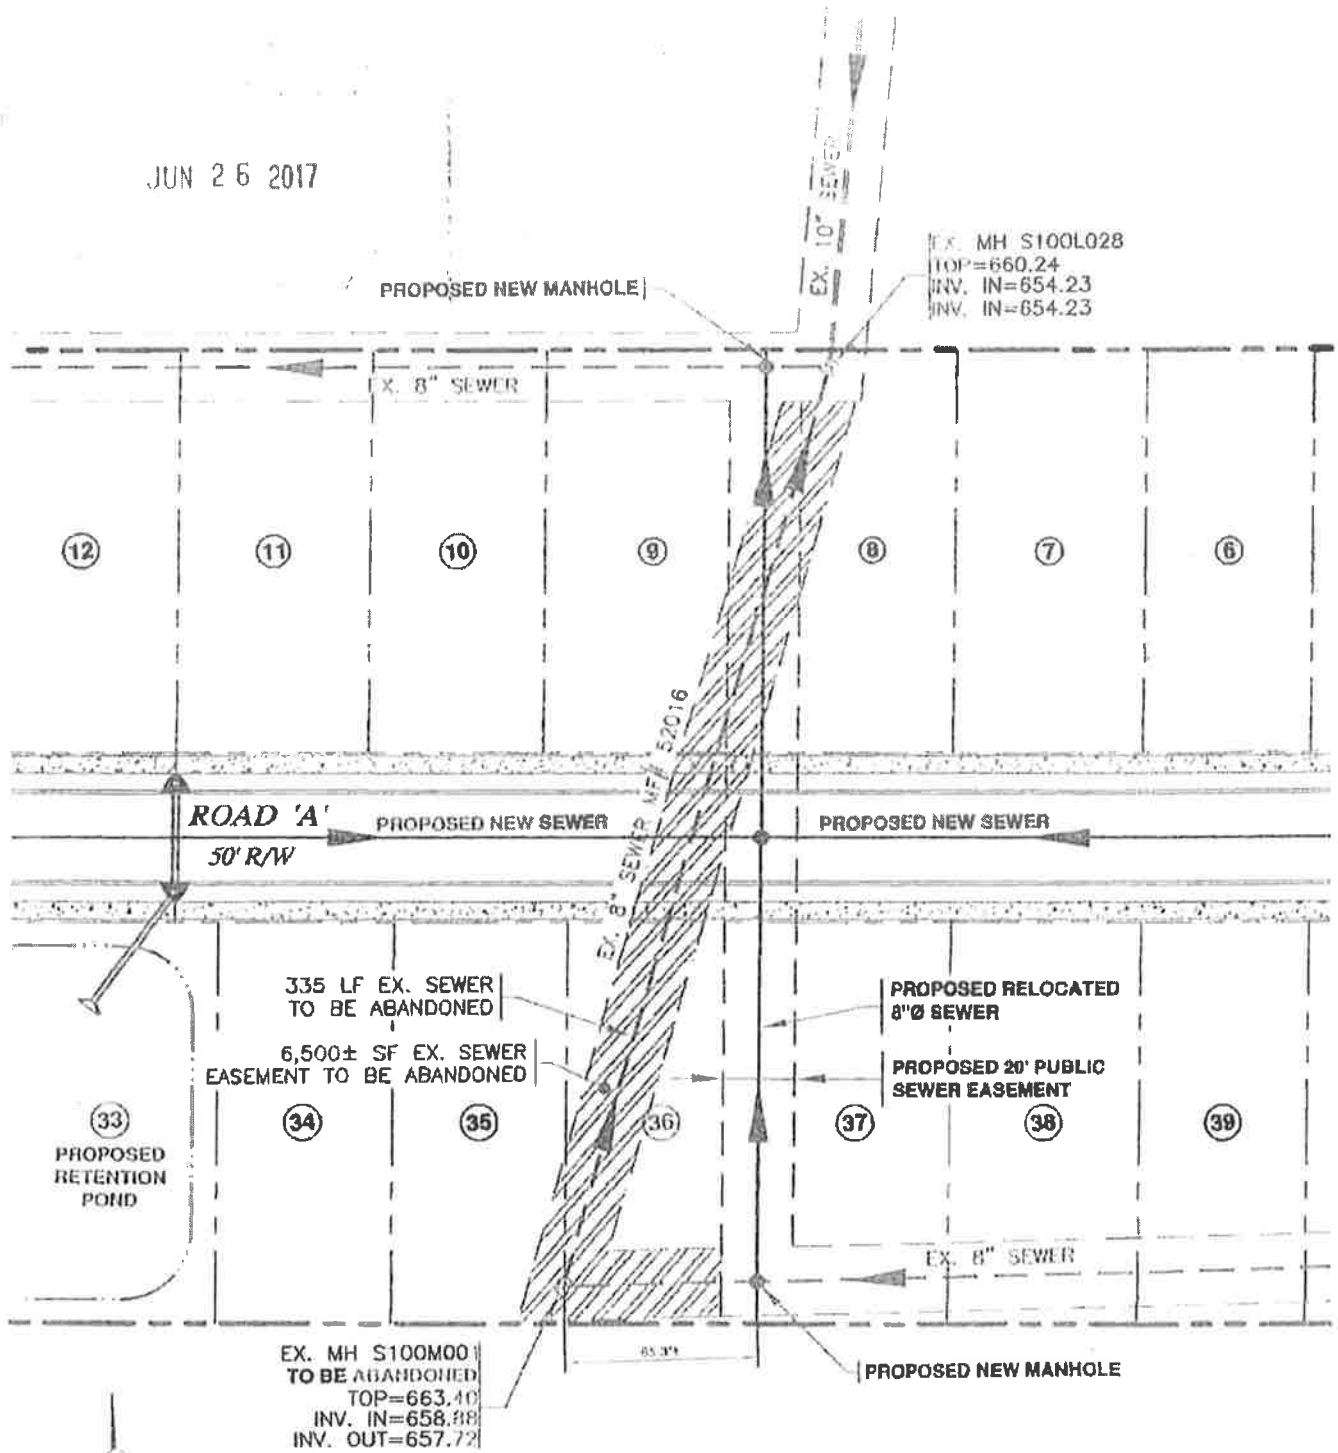 JUN 26 2017
EX. 10" SEWER
EX. MH S100L028
TOP=660.24
INV. IN=654.23
INV. IN=654.23
PROPOSED NEW MANHOLE
EX. 8" SEWER
12
11
10
9
8
7
6
EX. 8" SEWER 52016
ROAD 'A'
50' R/W
PROPOSED NEW SEWER
PROPOSED NEW SEWER
335 LF EX. SEWER
TO BE ABANDONED
6,500± SF EX. SEWER
EASEMENT TO BE ABANDONED
PROPOSED RELOCATED
8"Ø SEWER
PROPOSED 20' PUBLIC
SEWER EASEMENT
33
PROPOSED
RETENTION
POND
34
35
36
37
38
39
EX. 8" SEWER
EX. MH S100M001
TO BE ABANDONED
TOP=663.40
INV. IN=658.88
INV. OUT=657.72
PROPOSED NEW MANHOLE